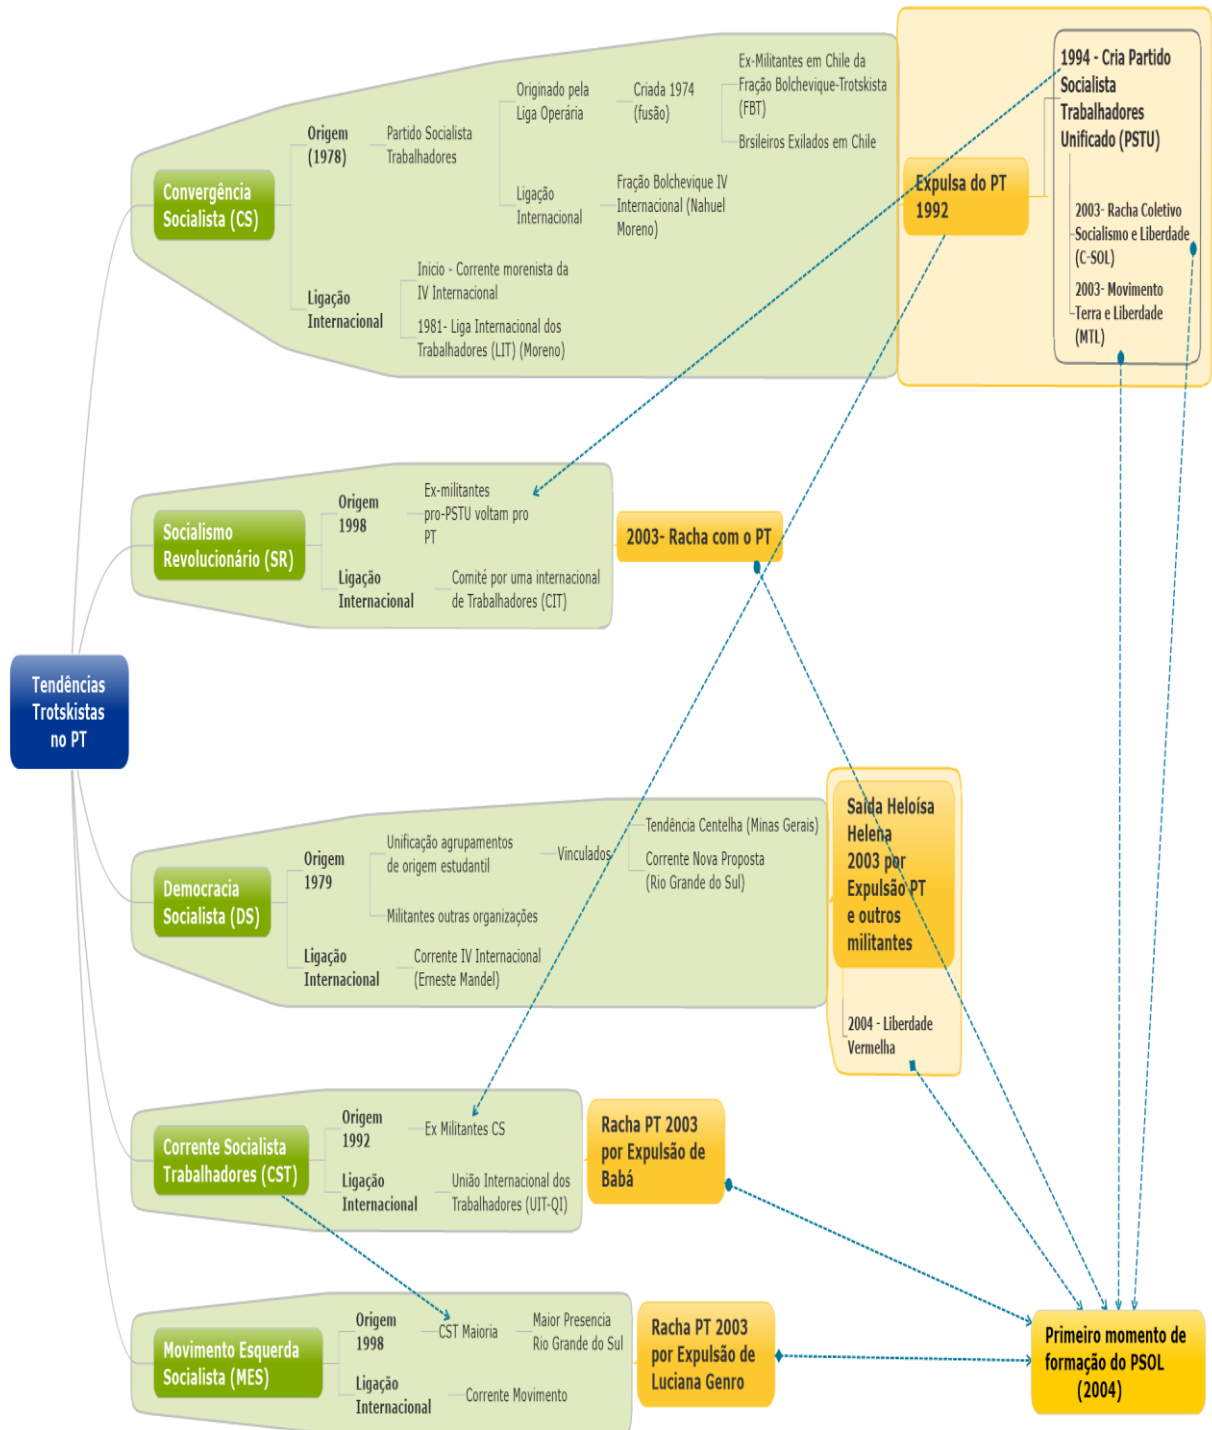 Tendências
Trotskistas
no PT
Convergência
Socialista (CS)
Origem
(1978)
Partido Socialista
Trabalhadores
Originado pela
Liga Operária
Criada 1974
(fusão)
Ex-Militantes em Chile da
Fração Bolchevique-Trotskista
(FBT)
Brsileiros Exilados em Chile
Ligação
Internacional
Fração Bolchevique IV
Internacional (Nahuel
Moreno)
Ligação
Internacional
Inicio - Corrente morenista da
IV Internacional
1981- Liga Internacional dos
Trabalhadores (LIT) (Moreno)
Expulsa do PT
1992
1994 - Cria Partido
Socialista
Trabalhadores
Unificado (PSTU)
2003- Racha Coletivo
Socialismo e Liberdade
(C-SOL)
2003- Movimento
Terra e Liberdade
(MTL)
Socialismo
Revolucionário (SR)
Origem
1998
Ex-militantes
pro-PSTU voltam pro
PT
Ligação
Internacional
Comité por uma internacional
de Trabalhadores (CIT)
2003- Racha com o PT
Democracia
Socialista (DS)
Origem
1979
Unificação agrupamentos
de origem estudantil
Vinculados
Tendência Centelha (Minas Gerais)
Corrente Nova Proposta
(Rio Grande do Sul)
Militantes outras organizações
Ligação
Internacional
Corrente IV Internacional
(Erneste Mandel)
Saída Heloísa
Helena
2003 por
Expulsão PT
e outros
militantes
2004 - Liberdade
Vermelha
Corrente Socialista
Trabalhadores (CST)
Origem
1992
Ex Militantes CS
Ligação
Internacional
União Internacional dos
Trabalhadores (UIT-QI)
Racha PT 2003
por Expulsão de
Babá
Movimento Esquerda
Socialista (MES)
Origem
1998
CST Maioria
Maior Presencia
Rio Grande do Sul
Ligação
Internacional
Corrente Movimento
Racha PT 2003
por Expulsão de
Luciana Genro
Primeiro momento de
formação do PSOL
(2004)